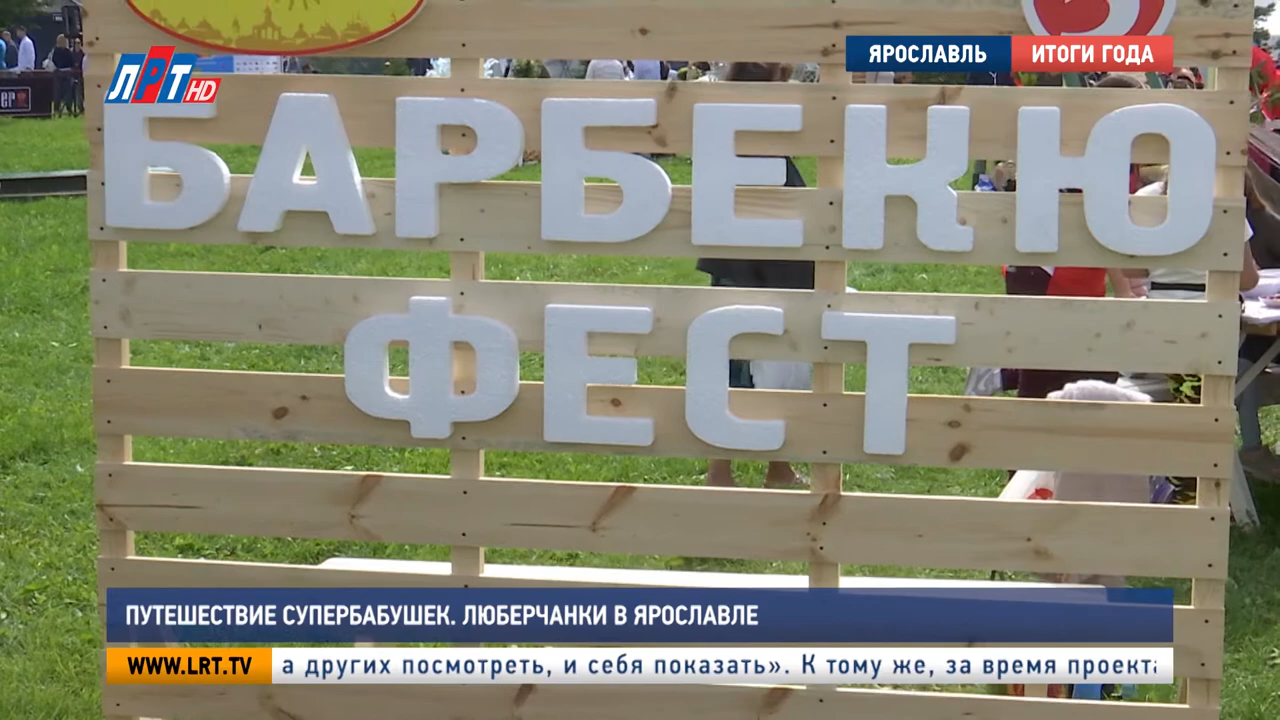 ЯРОСЛАВЛЬ ИТОГИ ГОДА
ЛРТ HD
БАРБЕКЮ
ФЕСТ
ПУТЕШЕСТВИЕ СУПЕРБАБУШЕК. ЛЮБЕРЧАНКИ В ЯРОСЛАВЛЕ
WWW.LRT.TV а других посмотреть, и себя показать». К тому же, за время проекта